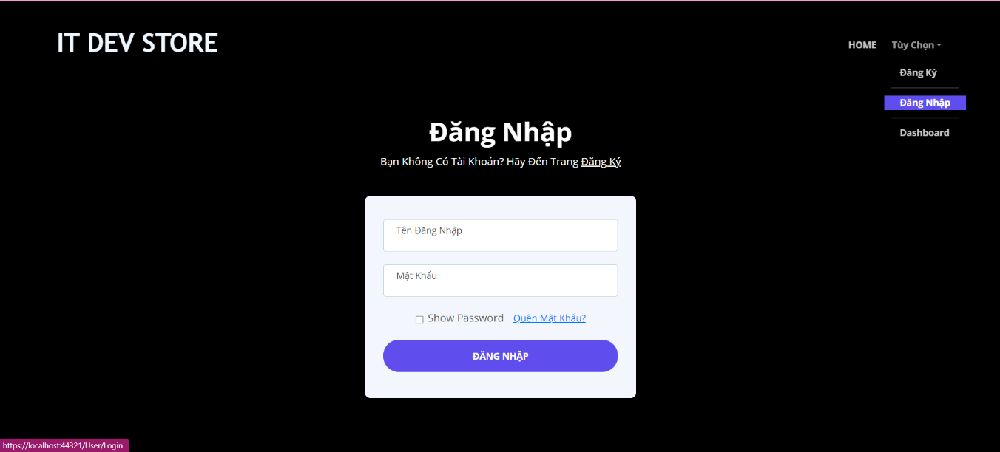 IT DEV STORE
HOME Tùy Chọn
Đăng Ký
Đăng Nhập
Dashboard
Đăng Nhập
Bạn Không Có Tài Khoản? Hãy Đến Trang Đăng Ký
Tên Đăng Nhập
Mật Khẩu
Show Password Quên Mật Khẩu?
ĐĂNG NHẬP
https://localhost:44321/User/Login